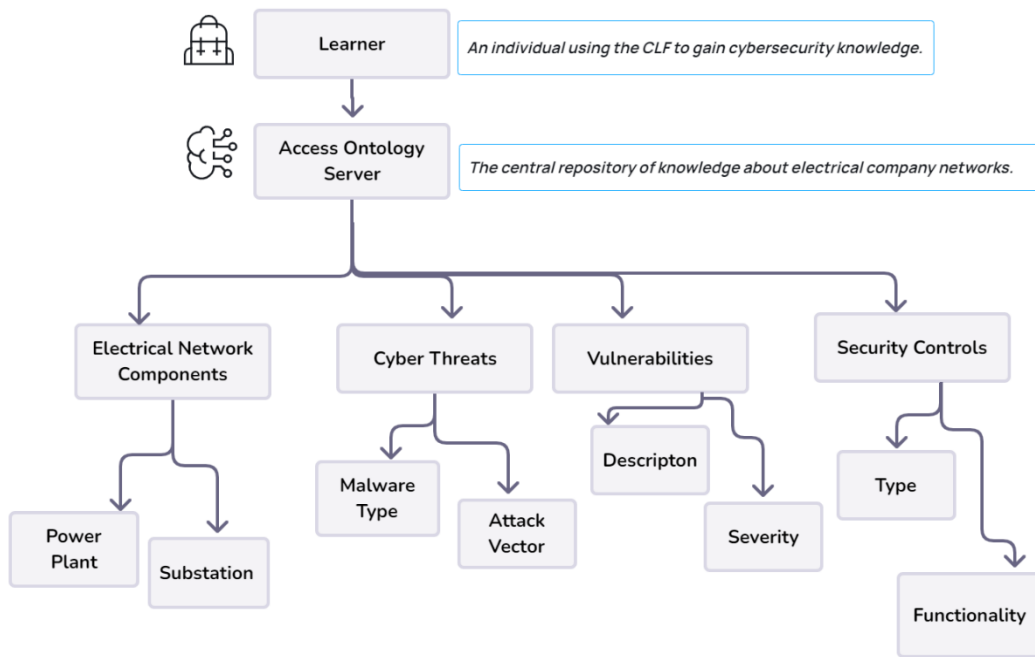 Learner
An individual using the CLF to gain cybersecurity knowledge.
Access Ontology
Server
The central repository of knowledge about electrical company networks.
Electrical Network
Components
Cyber Threats
Vulnerabilities
Security Controls
Power
Plant
Substation
Malware
Type
Attack
Vector
Descripton
Severity
Type
Functionality